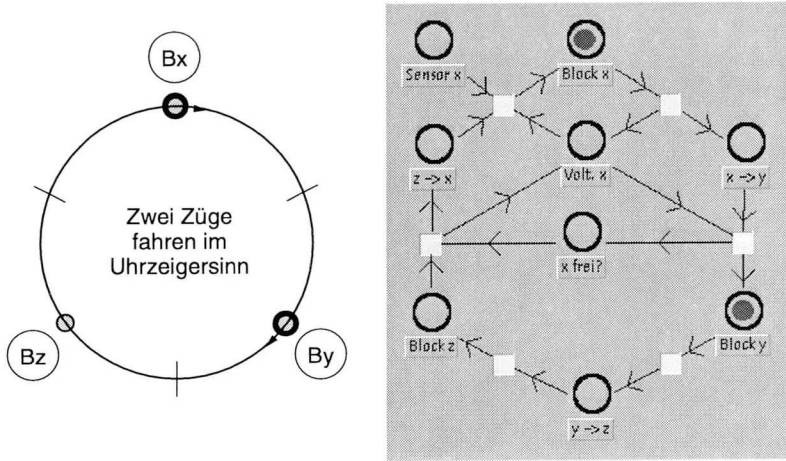 Bx
Zwei Züge
fahren im
Uhrzeigersinn
Bz
By
Sensor x
Block x
z -> x
Volt. x
x -> y
x frei?
Block z
Block y
y -> z